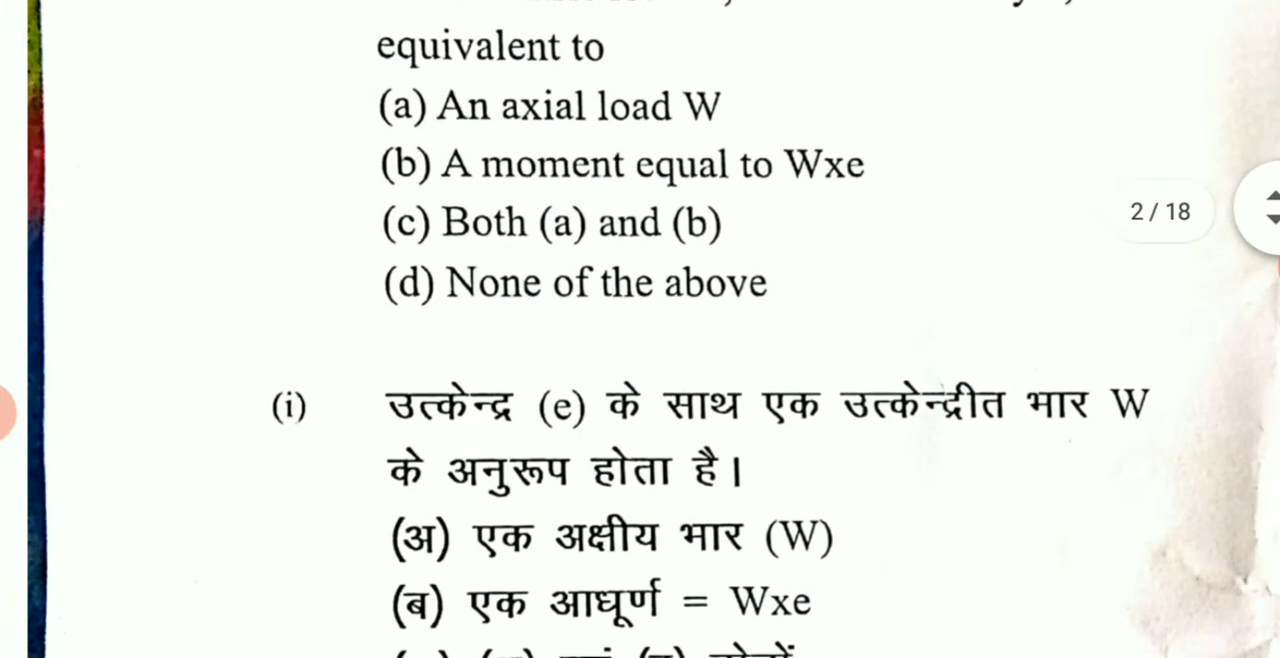 equivalent to
(a) An axial load W
(b) A moment equal to Wxe
(c) Both (a) and (b)
2 / 18
(d) None of the above
(i) उत्केन्द्र (e) के साथ एक उत्केन्द्रीत भार W
के अनुरूप होता है।
(अ) एक अक्षीय भार (W)
(ब) एक आधूर्ण = Wxe